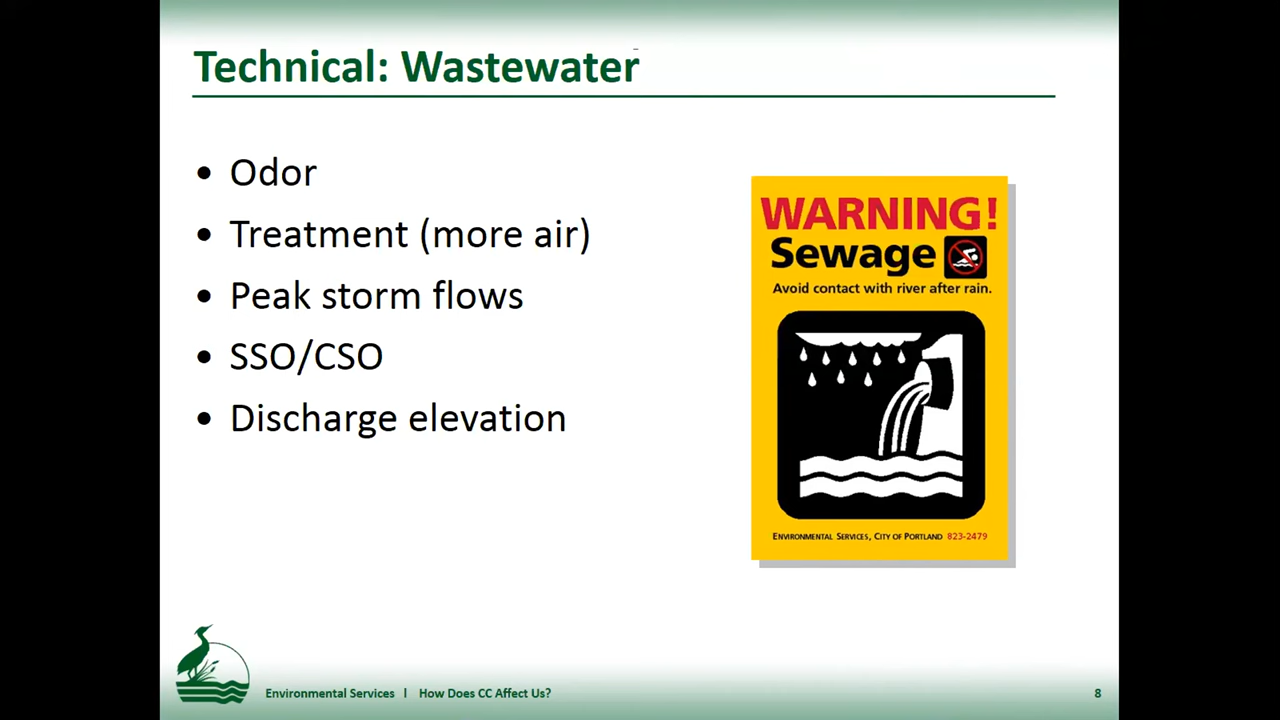 Technical: Wastewater
• Odor
• Treatment (more air)
• Peak storm flows
• SSO/CSO
• Discharge elevation
WARNING!
Sewage
Avoid contact with river after rain.
ENVIRONMENTAL SERVICES, CITY OF PORTLAND 823-2479
Environmental Services | How Does CC Affect Us?
8